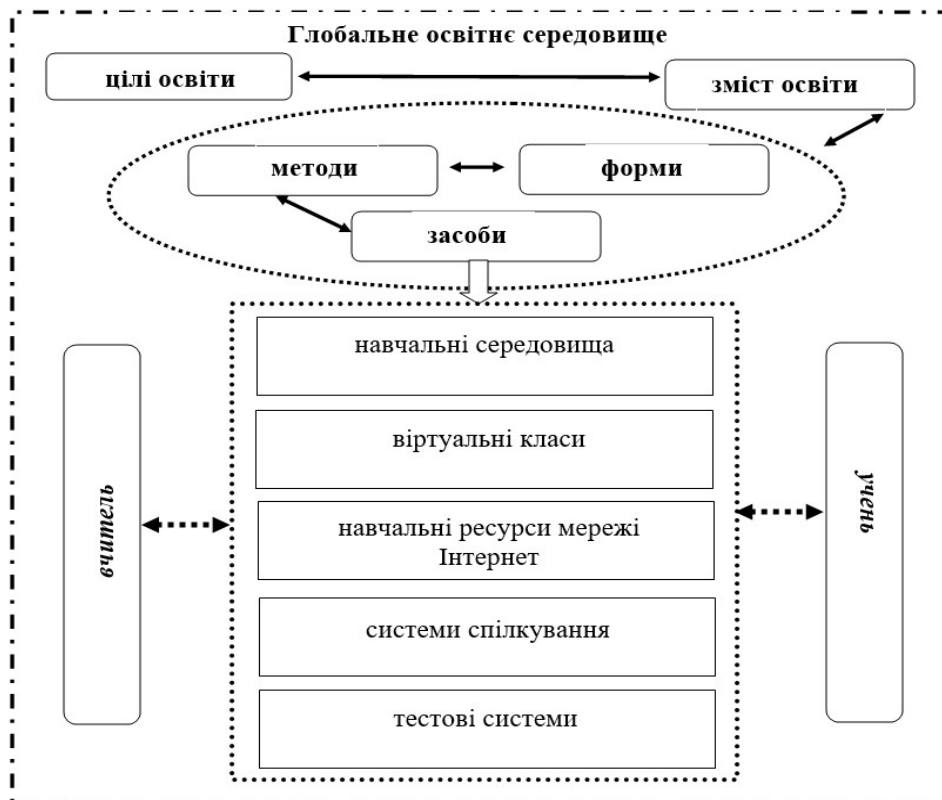 Глобальне освітнє середовище
цілі освіти
зміст освіти
методи
форми
засоби
навчальні середовища
віртуальні класи
навчальні ресурси мережі
Інтернет
системи спілкування
тестові системи
вчитель
учень